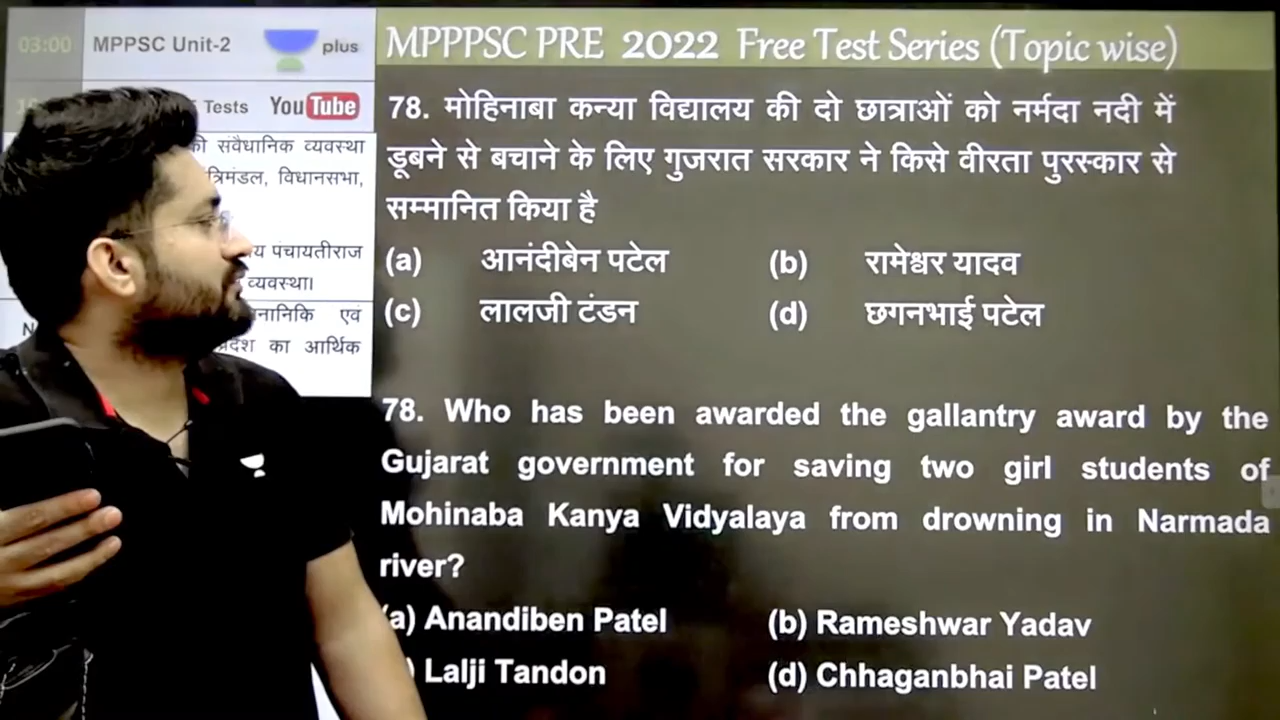 03:00 MPPSC Unit-2 plus
Tests YouTube
की संवैधानिक व्यवस्था
त्रिमंडल, विधानसभा,
य पंचायतीराज
व्यवस्था।
एवं
का आर्थिक
MPPPSC PRE 2022 Free Test Series (Topic wise)
78. मोहिनाबा कन्या विद्यालय की दो छात्राओं को नर्मदा नदी में
डूबने से बचाने के लिए गुजरात सरकार ने किसे वीरता पुरस्कार से
सम्मानित किया है
(a) आनंदीबेन पटेल (b) रामेश्वर यादव
(c) लालजी टंडन (d) छगनभाई पटेल
78. Who has been awarded the gallantry award by the
Gujarat government for saving two girl students of
Mohinaba Kanya Vidyalaya from drowning in Narmada
river?
a) Anandiben Patel (b) Rameshwar Yadav
) Lalji Tandon (d) Chhaganbhai Patel